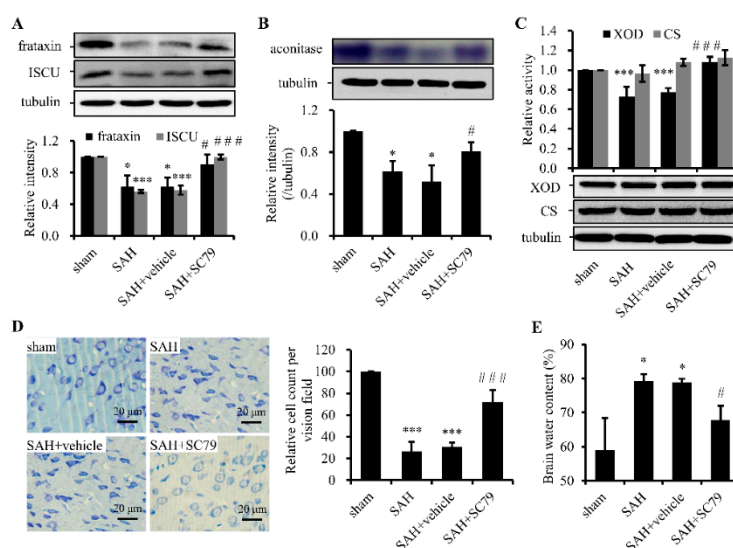 A
frataxin
ISCU
tubulin
frataxin ISCU
Relative intensity
1.2
0.8
0.4
0.0
* *** * *** # ###
sham
SAH
SAH+vehicle
SAH+SC79
B
aconitase
tubulin
Relative intensity
(/tubulin)
1.2
0.8
0.4
0.0
* * #
sham
SAH
SAH+vehicle
SAH+SC79
C
XOD CS
Relative activity
1.4
1.2
1.0
0.8
0.6
0.4
0.2
0.0
*** *** ###
XOD
CS
tubulin
sham
SAH
SAH+vehicle
SAH+SC79
D
sham
20 μm
SAH
20 μm
SAH+vehicle
20 μm
SAH+SC79
20 μm
Relative cell count per
vision field
120
100
80
60
40
20
0
*** *** ###
sham
SAH
SAH+vehicle
SAH+SC79
E
Brain water content (%)
90
80
70
60
50
* * #
sham
SAH
SAH+vehicle
SAH+SC79